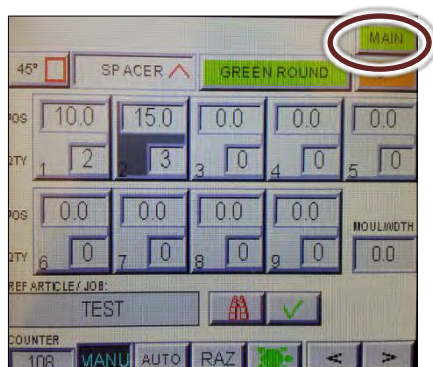 MAIN
45° SPACER GREEN ROUND
POS 10.0 15.0 0.0 0.0 0.0
QTY 1 2 2 3 3 0 4 0 5 0
POS 0.0 0.0 0.0 0.0 MOULWDTH
QTY 6 0 7 0 8 0 9 0 0.0
REF ARTICLE / JOB:
TEST
COUNTER
108 MANU AUTO RAZ < >